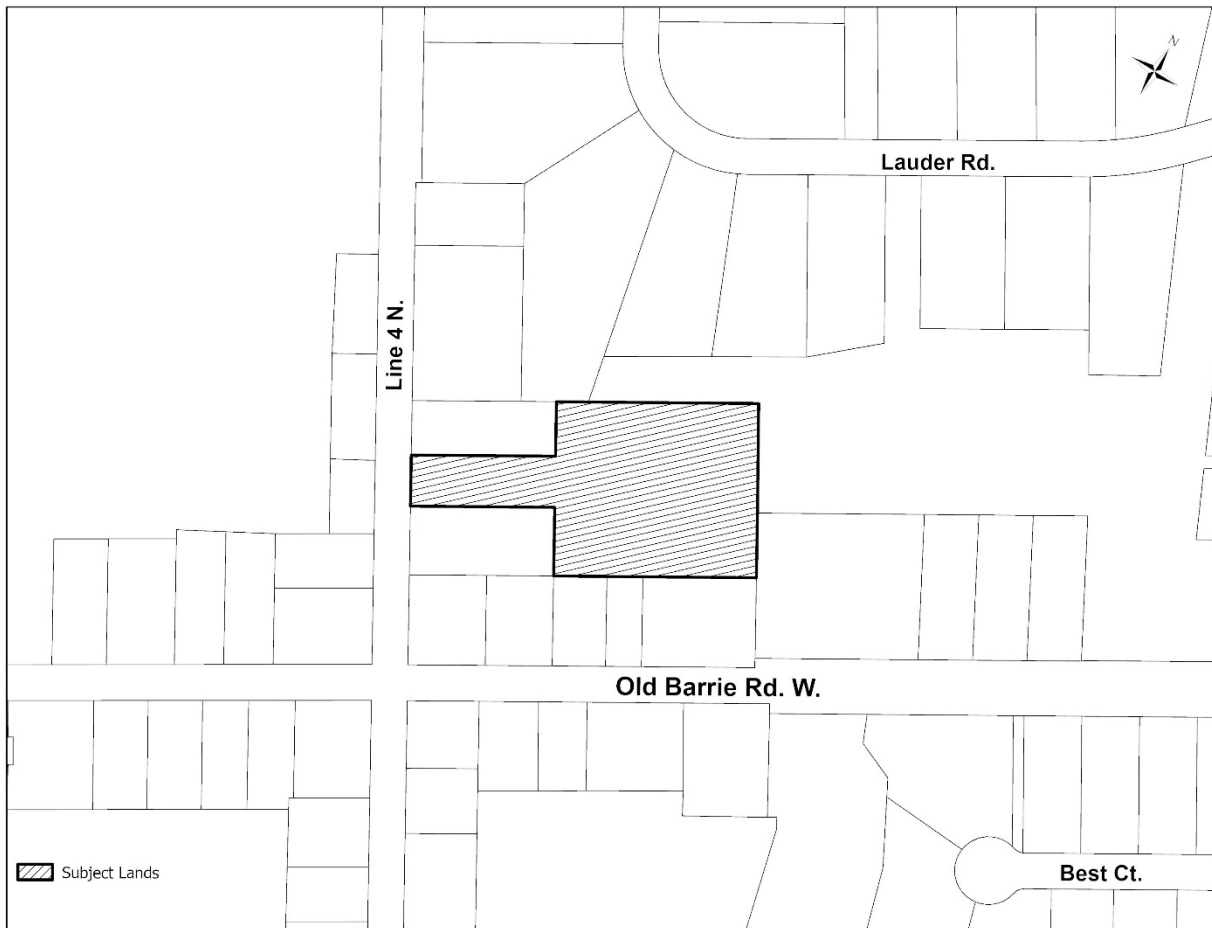 N
Lauder Rd.
Line 4 N.
Old Barrie Rd. W.
Subject Lands
Best Ct.